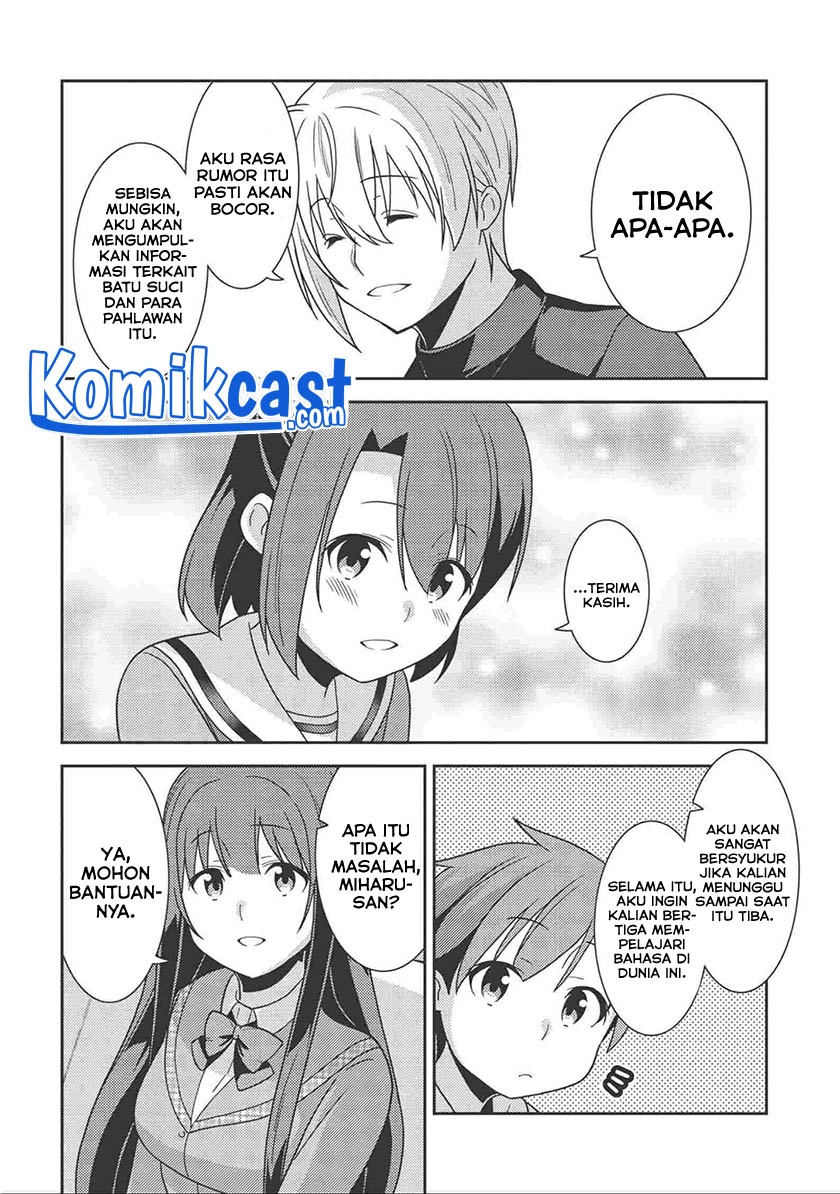 TIDAK
APA-APA.
AKU RASA
RUMOR ITU
PASTI AKAN
BOCOR.
SEBISA
MUNGKIN,
AKU AKAN
MENGUMPUL-
KAN INFOR-
MASI TERKAIT
BATU SUCI
DAN PARA
PAHLAWAN
ITU.
Komikcast
.com
...TERIMA
KASIH.
AKU AKAN
SANGAT
BERSYUKUR
JIKA KALIAN
MENUNGGU
SAMPAI SAAT
ITU TIBA.
SELAMA ITU,
AKU INGIN
KALIAN BER-
TIGA MEM-
PELAJARI
BAHASA DI
DUNIA INI.
APA ITU
TIDAK
MASALAH,
MIHARU-
SAN?
YA,
MOHON
BANTUAN-
NYA.